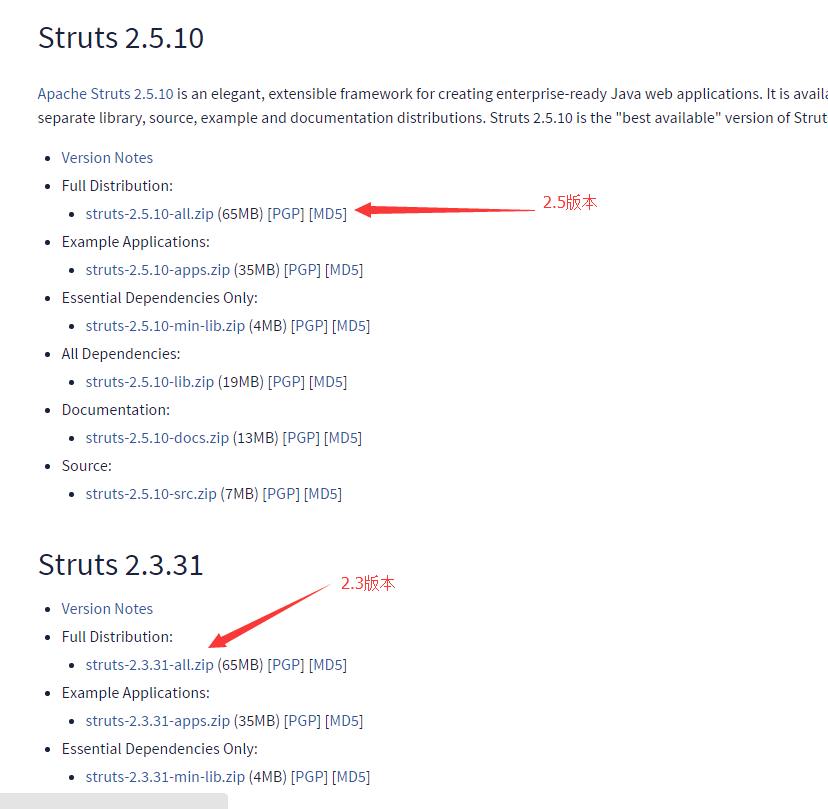 Struts 2.5.10
Apache Struts 2.5.10 is an elegant, extensible framework for creating enterprise-ready Java web applications. It is
separate library, source, example and documentation distributions. Struts 2.5.10 is the "best available" version of
Version Notes
Full Distribution:
struts-2.5.10-all.zip (65MB) [PGP] [MD5]
2.5版本
Example Applications:
struts-2.5.10-apps.zip (35MB) [PGP] [MD5]
Essential Dependencies Only:
struts-2.5.10-min-lib.zip (4MB) [PGP] [MD5]
All Dependencies:
struts-2.5.10-lib.zip (19MB) [PGP] [MD5]
Documentation:
struts-2.5.10-docs.zip (13MB) [PGP] [MD5]
Source:
struts-2.5.10-src.zip (7MB) [PGP] [MD5]
Struts 2.3.31
2.3版本
Version Notes
Full Distribution:
struts-2.3.31-all.zip (65MB) [PGP] [MD5]
Example Applications:
struts-2.3.31-apps.zip (35MB) [PGP] [MD5]
Essential Dependencies Only:
struts-2.3.31-min-lib.zip (4MB) [PGP] [MD5]